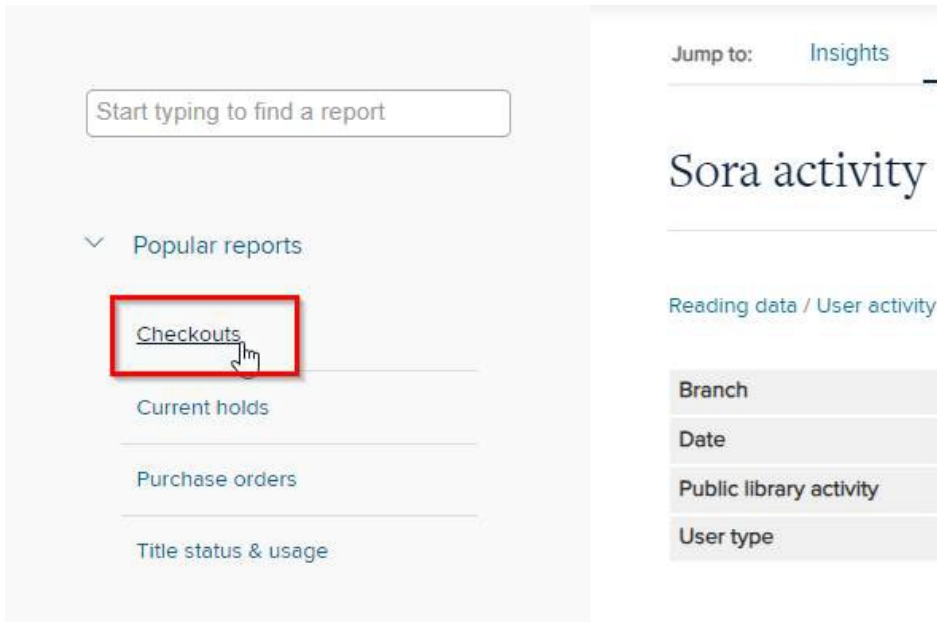 Start typing to find a report
Popular reports
Checkouts
Current holds
Purchase orders
Title status & usage
Jump to: Insights
Sora activity
Reading data / User activity
Branch
Date
Public library activity
User type